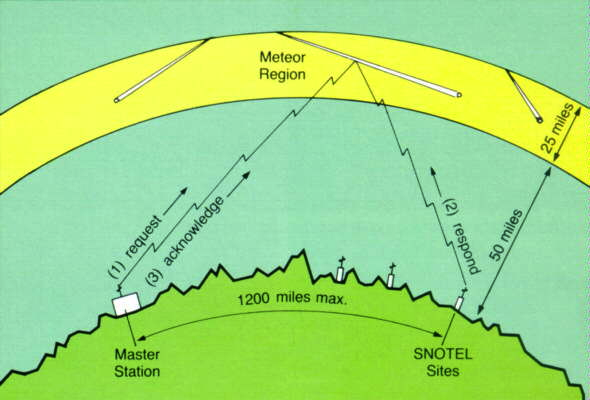 Meteor
Region
25 miles
50 miles
(1) request
(3) acknowledge
(2) respond
1200 miles max.
Master
Station
SNOTEL
Sites